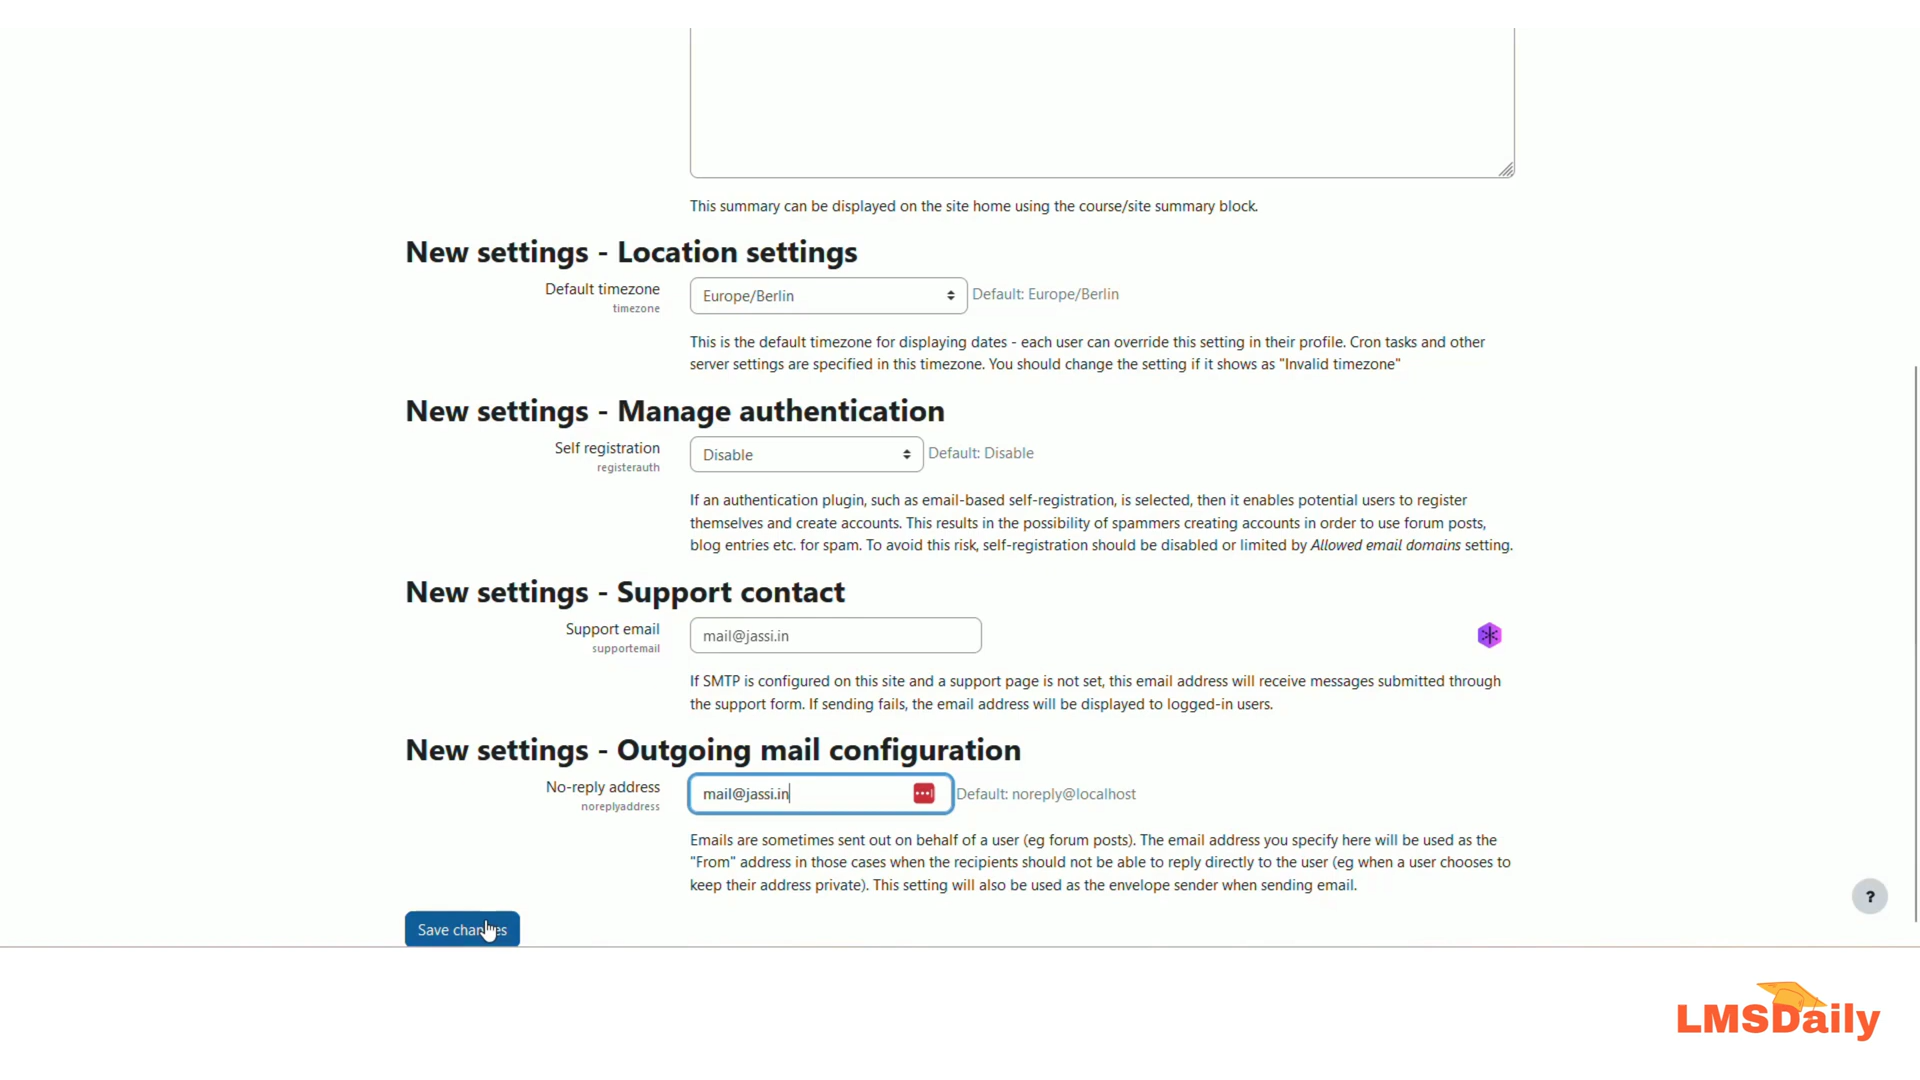 This summary can be displayed on the site home using the course/site summary block.
New settings - Location settings
Default timezone
timezone
Europe/Berlin
Default: Europe/Berlin
This is the default timezone for displaying dates - each user can override this setting in their profile. Cron tasks and other
server settings are specified in this timezone. You should change the setting if it shows as "Invalid timezone"
New settings - Manage authentication
Self registration
registerauth
Disable
Default: Disable
If an authentication plugin, such as email-based self-registration, is selected, then it enables potential users to register
themselves and create accounts. This results in the possibility of spammers creating accounts in order to use forum posts,
blog entries etc. for spam. To avoid this risk, self-registration should be disabled or limited by Allowed email domains setting.
New settings - Support contact
Support email
supportemail
mail@jassi.in
If SMTP is configured on this site and a support page is not set, this email address will receive messages submitted through
the support form. If sending fails, the email address will be displayed to logged-in users.
New settings - Outgoing mail configuration
No-reply address
noreplyaddress
mail@jassi.in
Default: noreply@localhost
Emails are sometimes sent out on behalf of a user (eg forum posts). The email address you specify here will be used as the
"From" address in those cases when the recipients should not be able to reply directly to the user (eg when a user chooses to
keep their address private). This setting will also be used as the envelope sender when sending email.
?
Save changes
LMSDaily